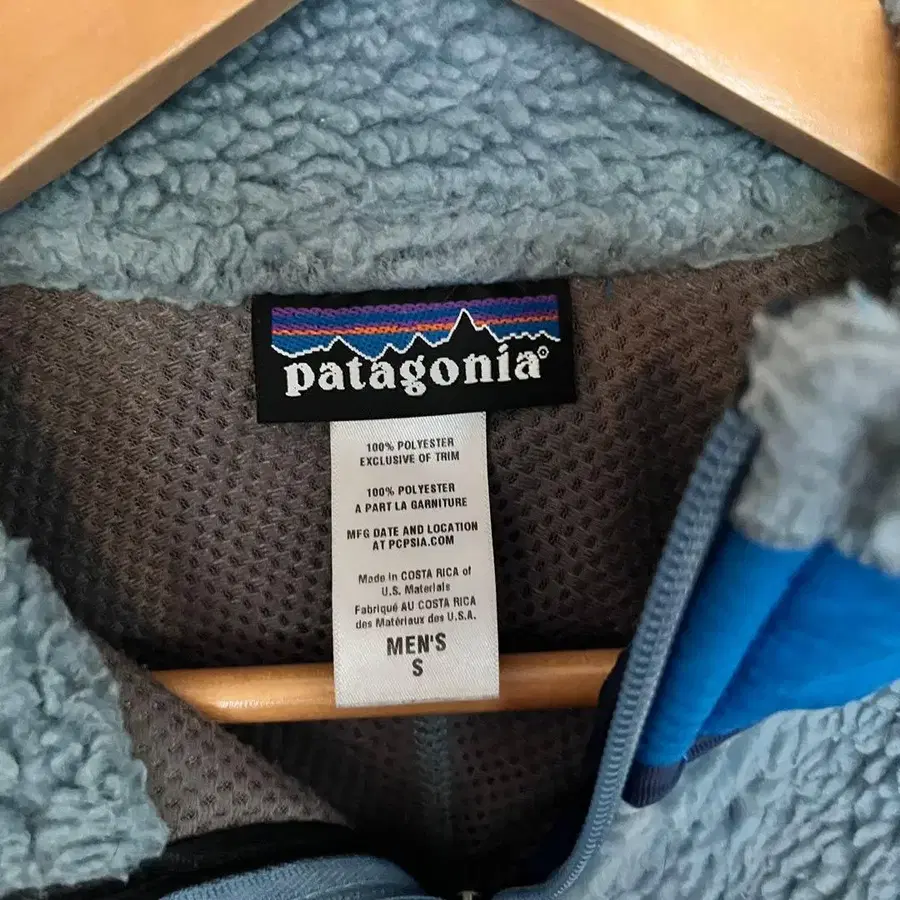 patagonia®
100% POLYESTER
EXCLUSIVE OF TRIM
100% POLYESTER
A PART LA GARNITURE
MFG DATE AND LOCATION
AT PCPSIA.COM
Made in COSTA RICA of
U.S. Materials
Fabriqué AU COSTA RICA
des Matériaux des U.S.A.
MEN'S
S